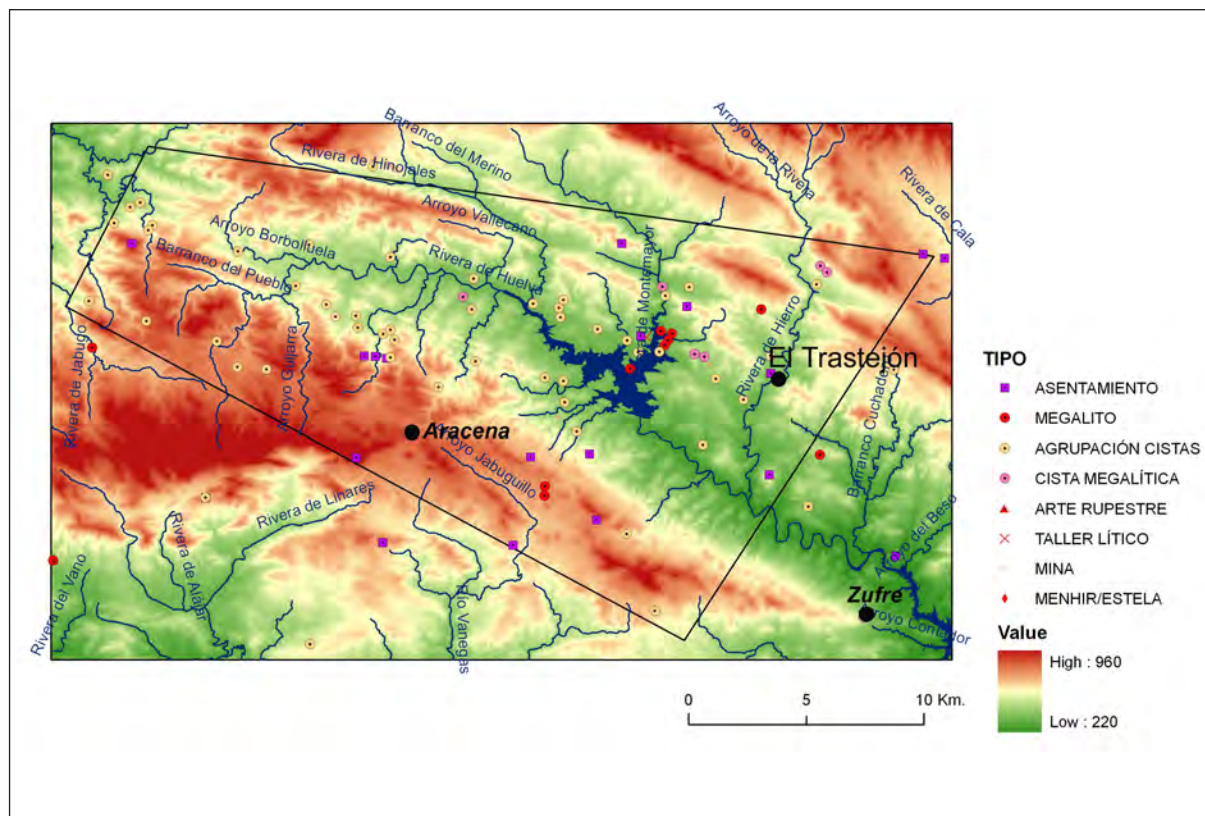 Arroyo de la Rivera
Barranco del Merino
Rivera de Hinojales
Rivera de Cala
Arroyo Vallecano
Arroyo Borbolluela
Barranco del Pueblo
Rivera de Huelva
de Montemayor
Rivera de Hierro
Rivera de Jabugo
Arroyo Guijarra
El Trastejón
Barranco Cuchadero
Aracena
Arroyo Jabuguillo
Rivera de Linares
Arroyo del Beso
Rivera de Alájar
Rivera del Vano
Río Vanegas
Zufre
TIPO
ASENTAMIENTO
MEGALITO
AGRUPACIÓN CISTAS
CISTA MEGALÍTICA
ARTE RUPESTRE
TALLER LÍTICO
MINA
MENHIR/ESTELA
Value
High : 960
Low : 220
0 5 10 Km.